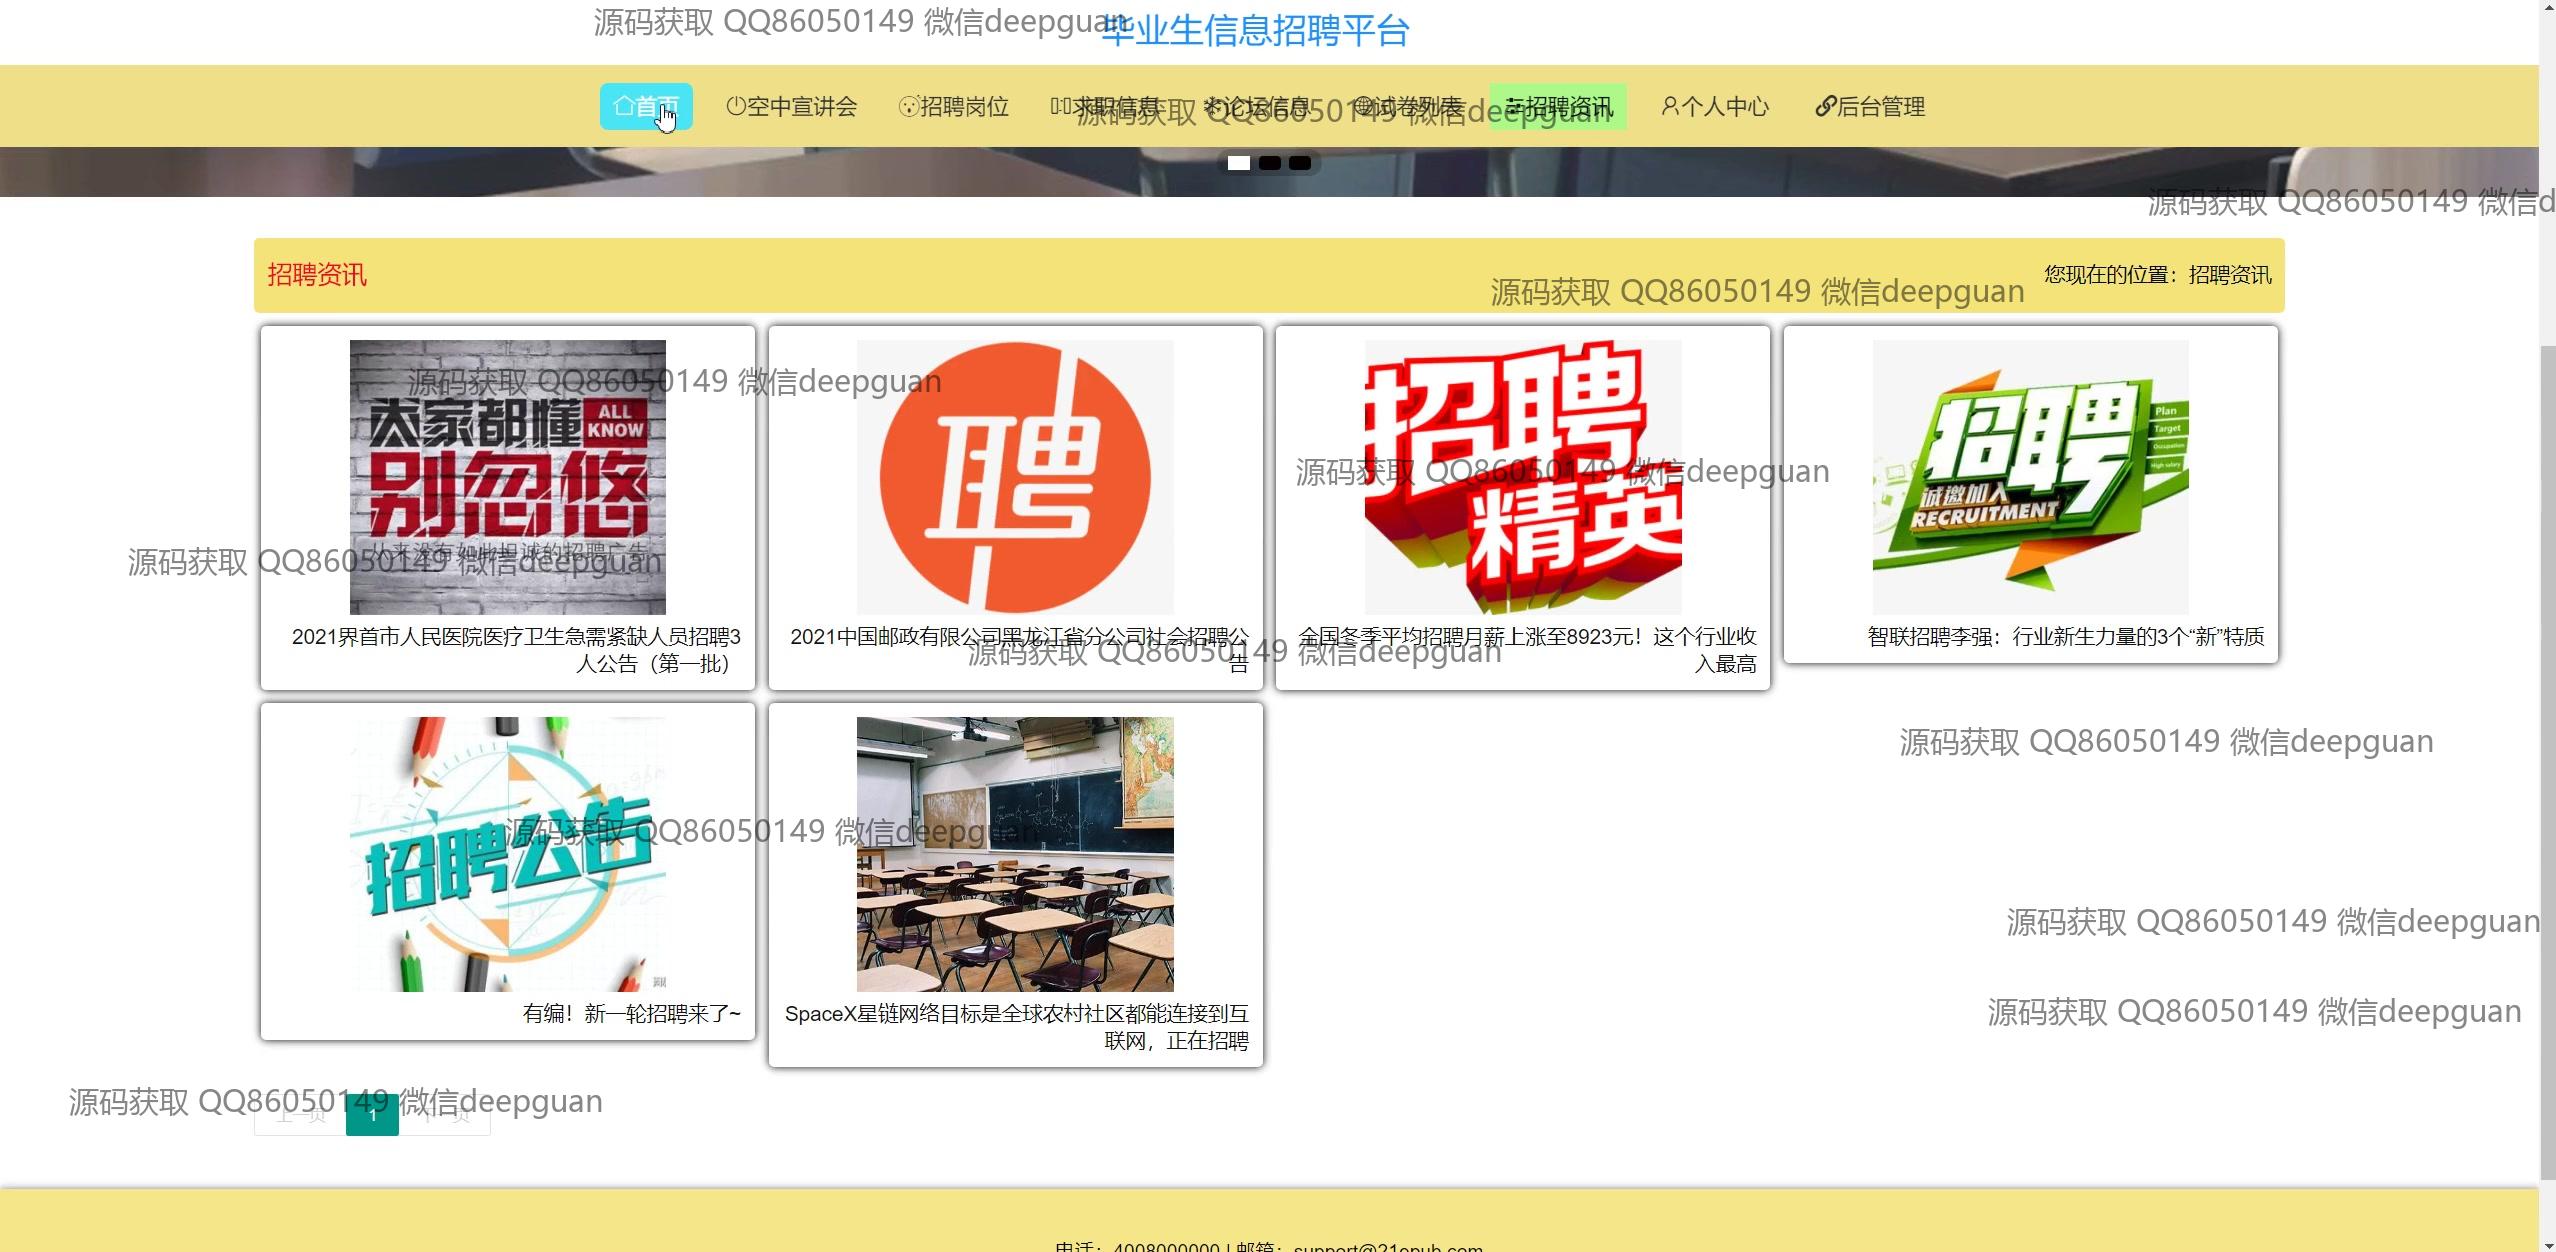 源码获取 QQ86050149 微信deepguan
毕业生信息招聘平台
首页
空中宣讲会
招聘岗位
求职信息
论坛信息
试卷列表
招聘资讯
个人中心
后台管理
源码获取 QQ86050149 微信deepguan
源码获取 QQ86050149 微信d
招聘资讯
您现在的位置：招聘资讯
源码获取 QQ86050149 微信deepguan
源码获取 QQ86050149 微信deepguan
大家都懂
ALL
KNOW
别忽悠
从来没有如此坦诚的招聘广告
聘
招聘
精英
招聘
诚邀加入
RECRUITMENT
Plan
Target
Occupation
High salary
源码获取 QQ86050149 微信deepguan
源码获取 QQ86050149 微信deepguan
2021界首市人民医院医疗卫生急需紧缺人员招聘3
人公告（第一批）
2021中国邮政有限公司黑龙江省分公司社会招聘公
告
全国冬季平均招聘月薪上涨至8923元！这个行业收
入最高
智联招聘李强：行业新生力量的3个“新”特质
源码获取 QQ86050149 微信deepguan
源码获取 QQ86050149 微信deepguan
招聘公告
源码获取 QQ86050149 微信deepguan
源码获取 QQ86050149 微信deepguan
有编！新一轮招聘来了~
SpaceX星链网络目标是全球农村社区都能连接到互
联网，正在招聘
源码获取 QQ86050149 微信deepguan
源码获取 QQ86050149 微信deepguan
上一页
1
下一页
电话：4008000000 | 邮箱：support@21epub.com